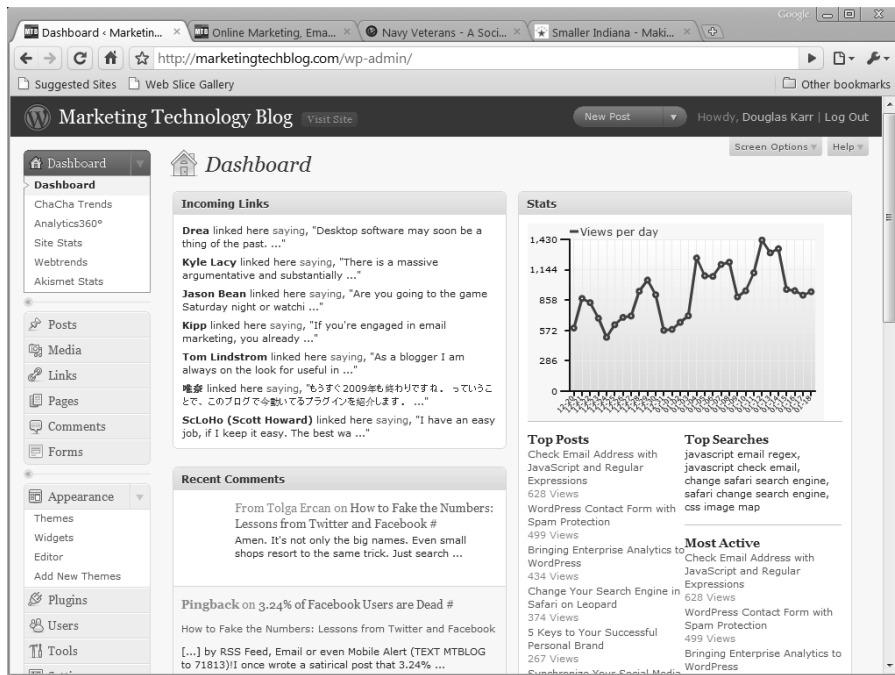 Google
Dashboard ‹ Marketin...
Online Marketing, Ema...
Navy Veterans - A Soci...
Smaller Indiana - Maki...
http://marketingtechblog.com/wp-admin/
Suggested Sites
Web Slice Gallery
Other bookmarks
Marketing Technology Blog
Visit Site
New Post
Howdy, Douglas Karr | Log Out
Screen Options
Help
Dashboard
Dashboard
ChaCha Trends
Analytics360°
Site Stats
Webtrends
Akismet Stats
Posts
Media
Links
Pages
Comments
Forms
Appearance
Themes
Widgets
Editor
Add New Themes
Plugins
Users
Tools
Dashboard
Incoming Links
Drea linked here saying, "Desktop software may soon be a
thing of the past. ..."
Kyle Lacy linked here saying, "There is a massive
argumentative and substantially ..."
Jason Bean linked here saying, "Are you going to the game
Saturday night or watchi ..."
Kipp linked here saying, "If you're engaged in email
marketing, you already ..."
Tom Lindstrom linked here saying, "As a blogger I am
always on the look for useful in ..."
唯奈 linked here saying, "もうすぐ2009年も終わりですね。 っていうこ
とで、このブログで今動いてるプラグインを紹介します。 ..."
ScLoHo (Scott Howard) linked here saying, "I have an easy
job, if I keep it easy. The best wa ..."
Recent Comments
From Tolga Ercan on How to Fake the Numbers:
Lessons from Twitter and Facebook #
Amen. It's not only the big names. Even small
shops resort to the same trick. Just search ...
Pingback on 3.24% of Facebook Users are Dead #
How to Fake the Numbers: Lessons from Twitter and Facebook
[...] by RSS Feed, Email or even Mobile Alert (TEXT MTBLOG
to 71813)!I once wrote a satirical post that 3.24% ...
Stats
Views per day
1,430
1,144
858
572
286
0
Top Posts
Check Email Address with
JavaScript and Regular
Expressions
628 Views
WordPress Contact Form with
Spam Protection
499 Views
Bringing Enterprise Analytics to
WordPress
434 Views
Change Your Search Engine in
Safari on Leopard
374 Views
5 Keys to Your Successful
Personal Brand
267 Views
Synchronize Your Social Media
Top Searches
javascript email regex,
javascript check email,
change safari search engine,
safari change search engine,
css image map
Most Active
Check Email Address with
JavaScript and Regular
Expressions
628 Views
WordPress Contact Form with
Spam Protection
499 Views
Bringing Enterprise Analytics to
WordPress